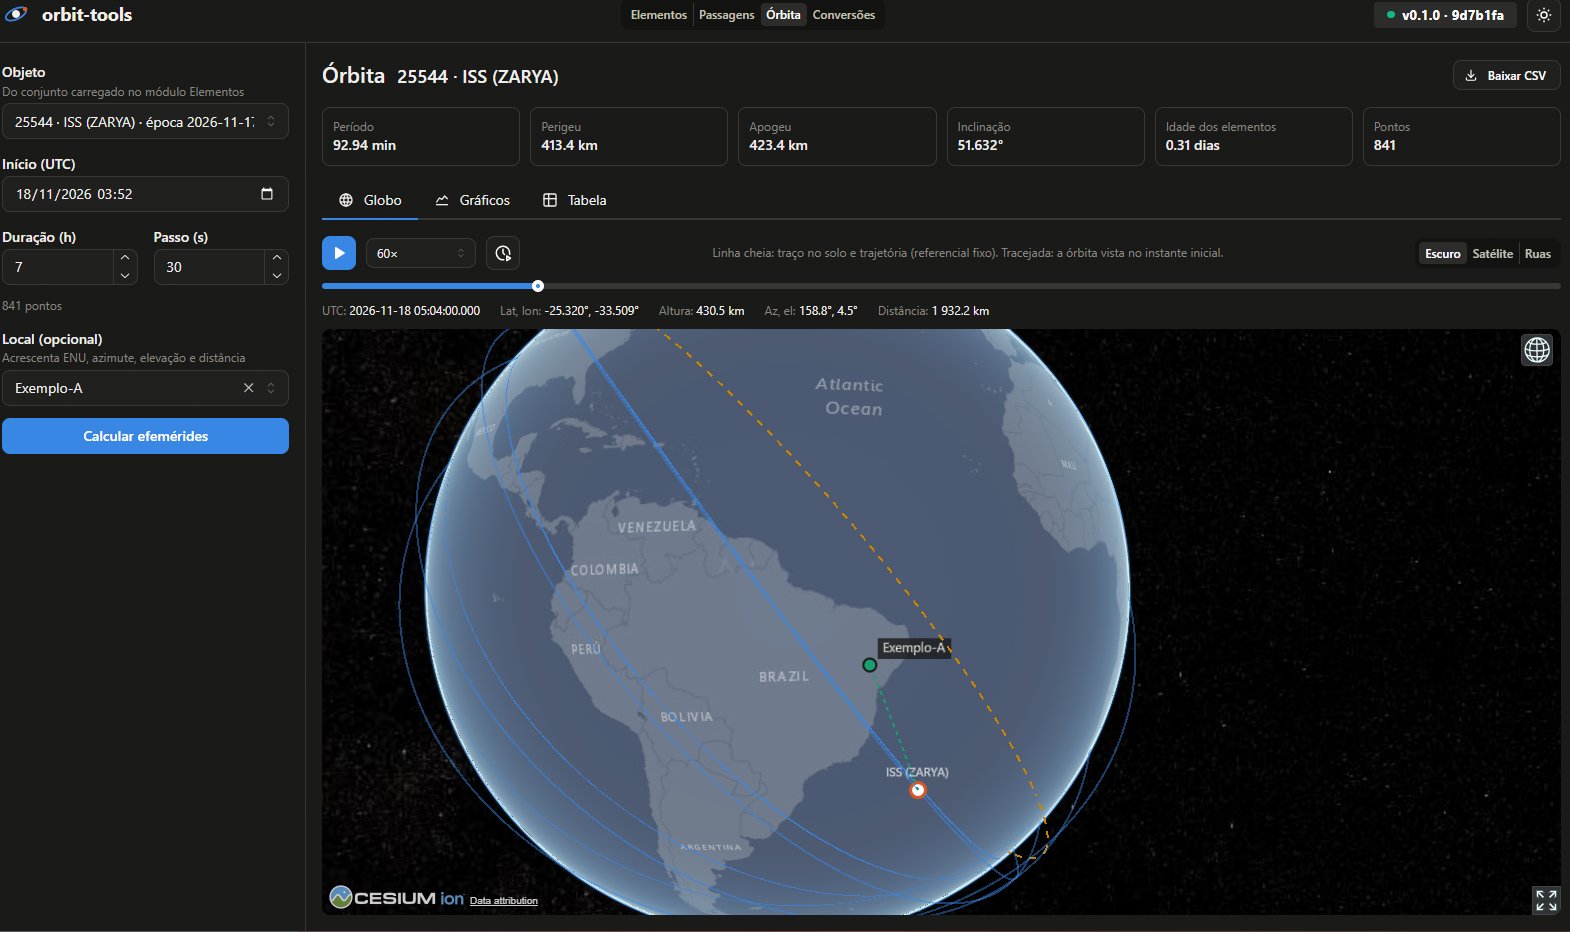 orbit-tools
Elementos
Passagens
Órbita
Conversões
v0.1.0 · 9d7b1fa
Objeto
Do conjunto carregado no módulo Elementos
25544 · ISS (ZARYA) · época 2026-11-17
Início (UTC)
18/11/2026 03:52
Duração (h)
Passo (s)
7
30
841 pontos
Local (opcional)
Acrescenta ENU, azimute, elevação e distância
Exemplo-A
Calcular efemérides
Órbita 25544 · ISS (ZARYA)
Baixar CSV
Período
92.94 min
Perigeu
413.4 km
Apogeu
423.4 km
Inclinação
51.632°
Idade dos elementos
0.31 dias
Pontos
841
Globo
Gráficos
Tabela
60×
Linha cheia: traço no solo e trajetória (referencial fixo). Tracejada: a órbita vista no instante inicial.
Escuro
Satélite
Ruas
UTC: 2026-11-18 05:04:00.000 Lat, lon: -25.320°, -33.509° Altura: 430.5 km Az, el: 158.8°, 4.5° Distância: 1 932.2 km
Atlantic
Ocean
MALI
VENEZUELA
COLOMBIA
PERÚ
Exemplo-A
BRAZIL
BOLIVIA
ISS (ZARYA)
ARGENTINA
CESIUM ion Data attribution